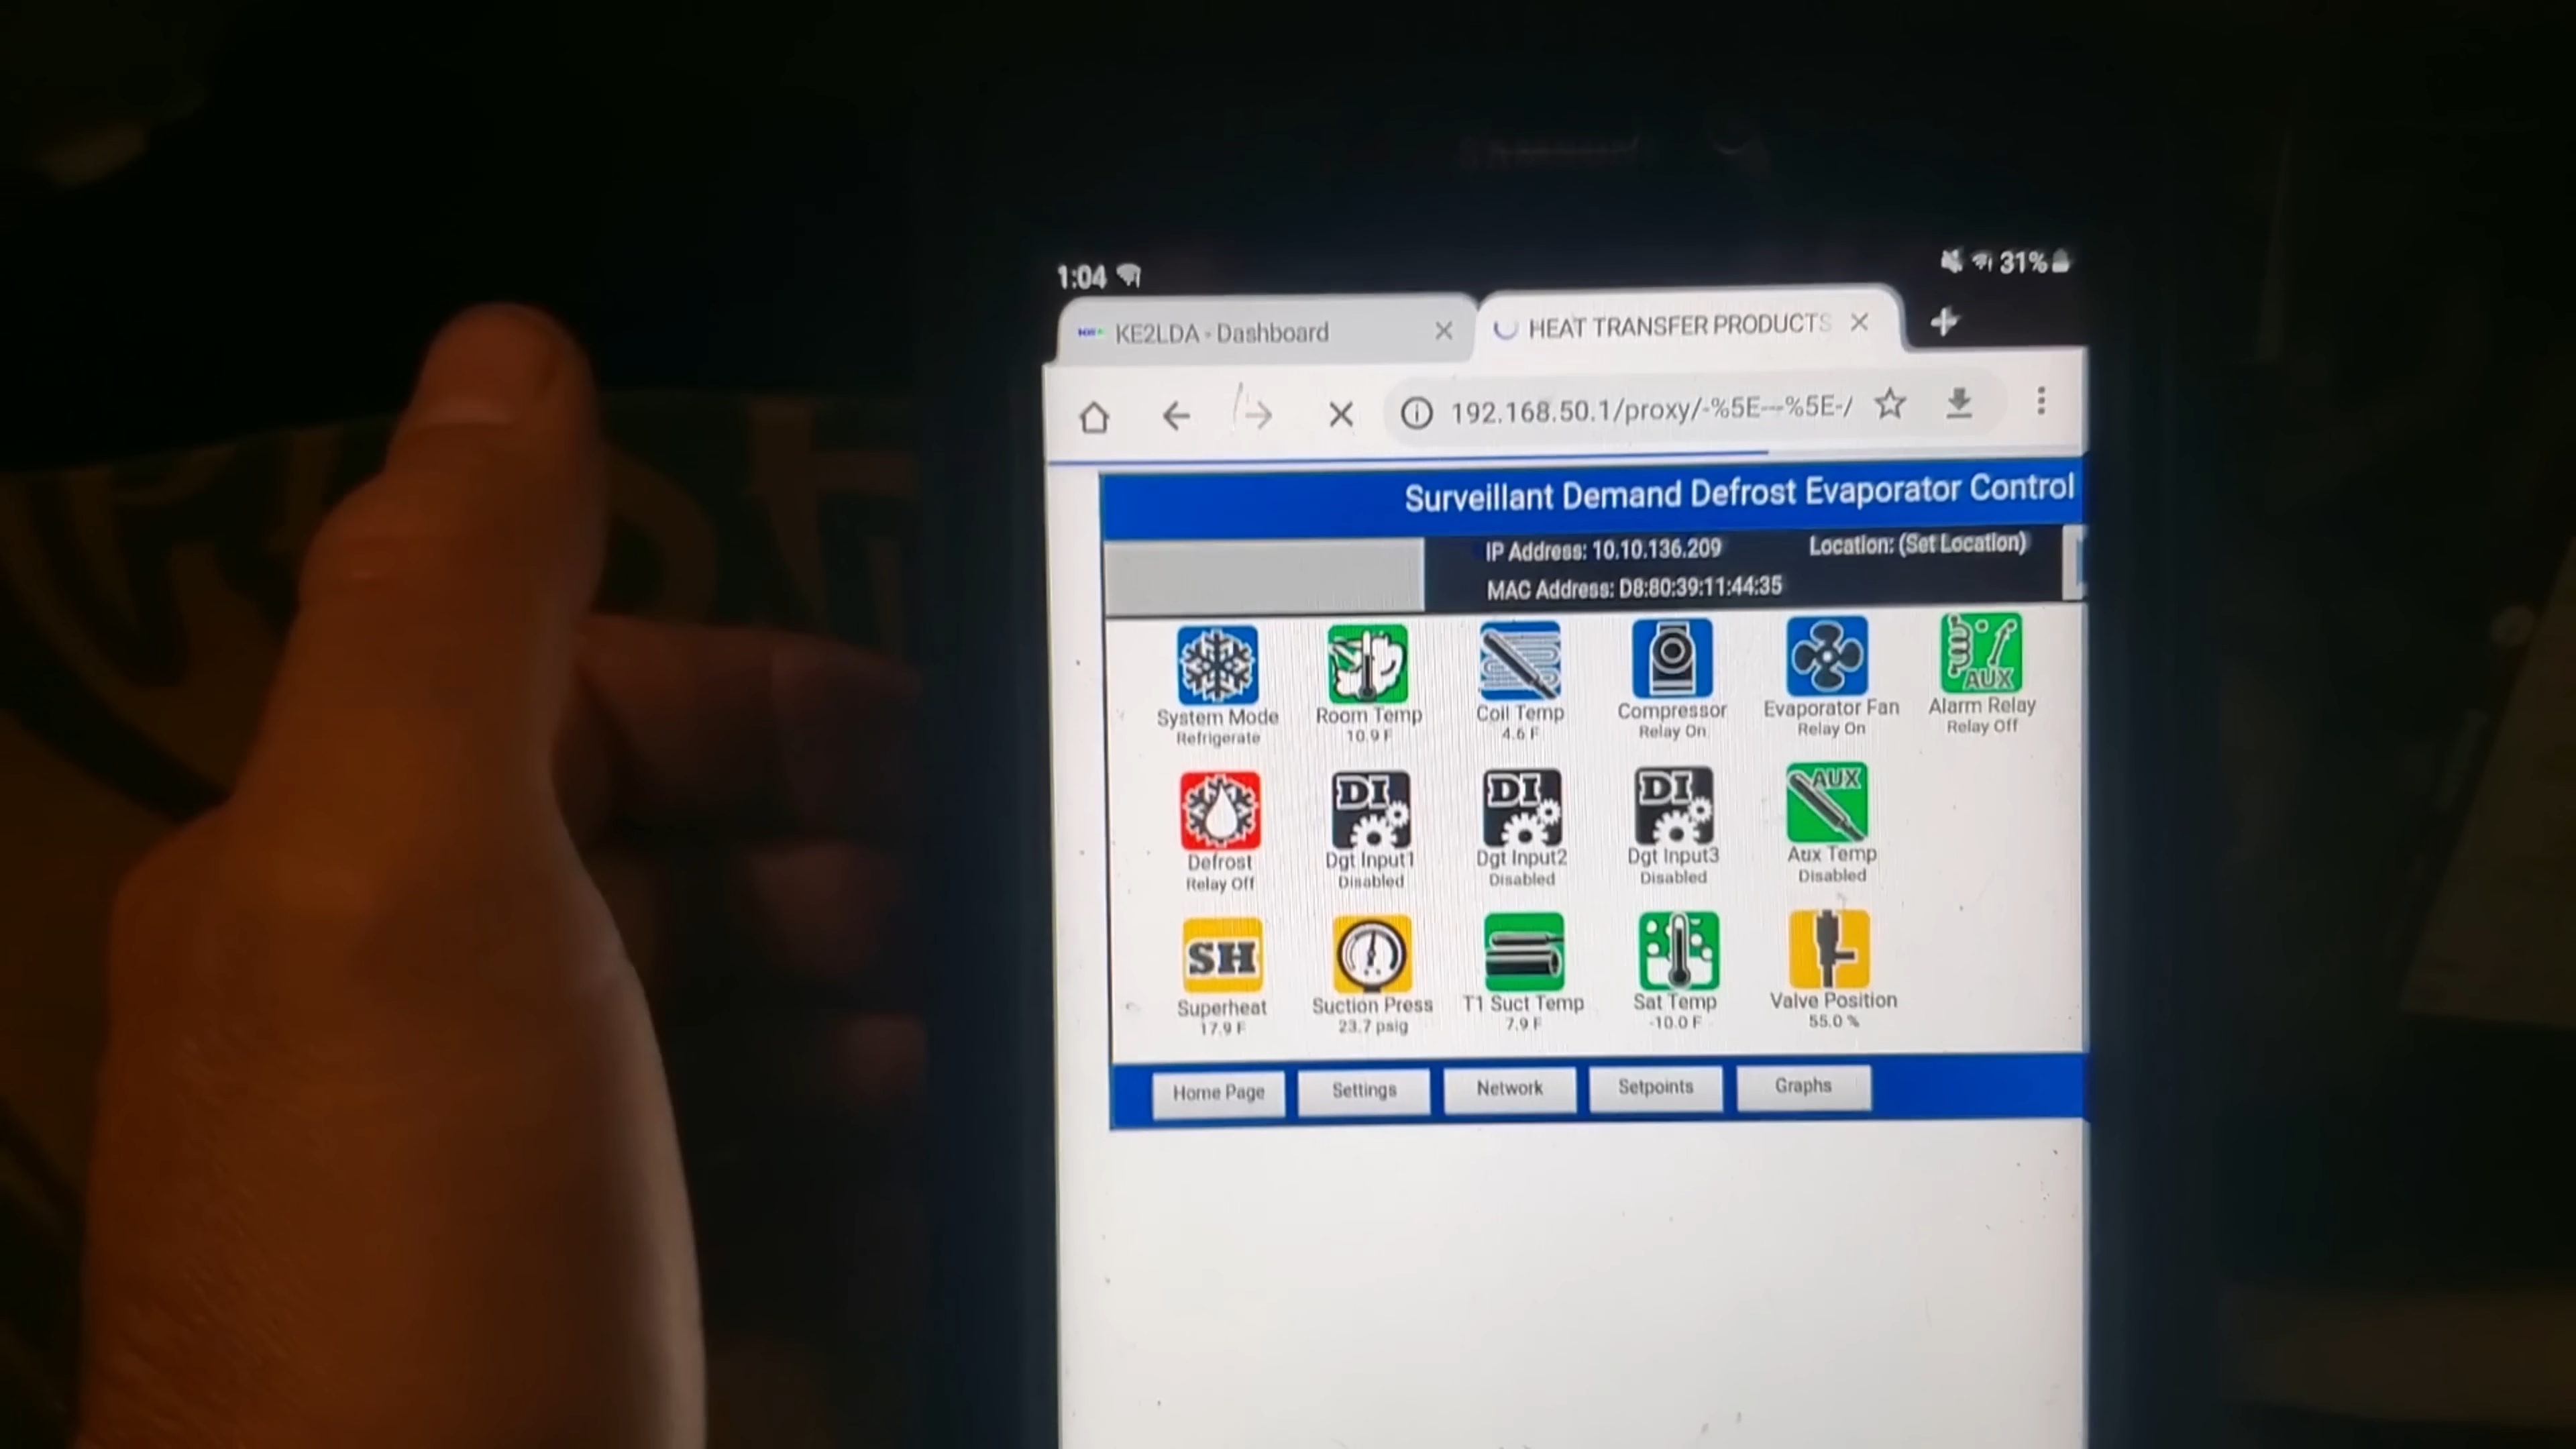 SAMSUNG
1:04
31%
KE2LDA - Dashboard
HEAT TRANSFER PRODUCTS
192.168.50.1/proxy/-%5E---%5E-/
Surveillant Demand Defrost Evaporator Control
IP Address: 10.10.136.209
Location: (Set Location)
MAC Address: D8:80:39:11:44:35
AUX
System Mode
Refrigerate
Room Temp
10.9 F
Coil Temp
4.6 F
Compressor
Relay On
Evaporator Fan
Relay On
Alarm Relay
Relay Off
DI
DI
DI
AUX
Defrost
Relay Off
Dgt Input1
Disabled
Dgt Input2
Disabled
Dgt Input3
Disabled
Aux Temp
Disabled
SH
Superheat
17.9 F
Suction Press
23.7 psig
T1 Suct Temp
7.9 F
Sat Temp
-10.0 F
Valve Position
55.0 %
Home Page
Settings
Network
Setpoints
Graphs